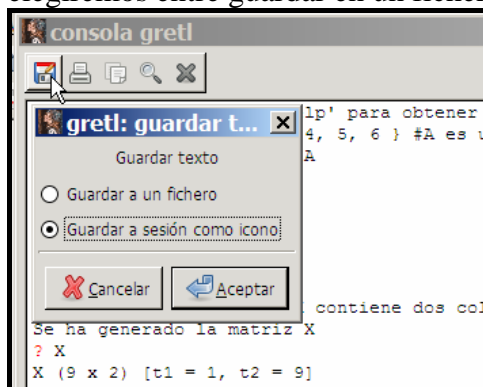 elegiremos entre guardar en un fichero
consola gretl
lp' para obtener
gretl: guardar t...
4, 5, 6 } #A es u
Guardar texto
A
Guardar a un fichero
Guardar a sesión como icono
Cancelar
Aceptar
contiene dos col
Se ha generado la matriz X
? X
X (9 x 2) [t1 = 1, t2 = 9]